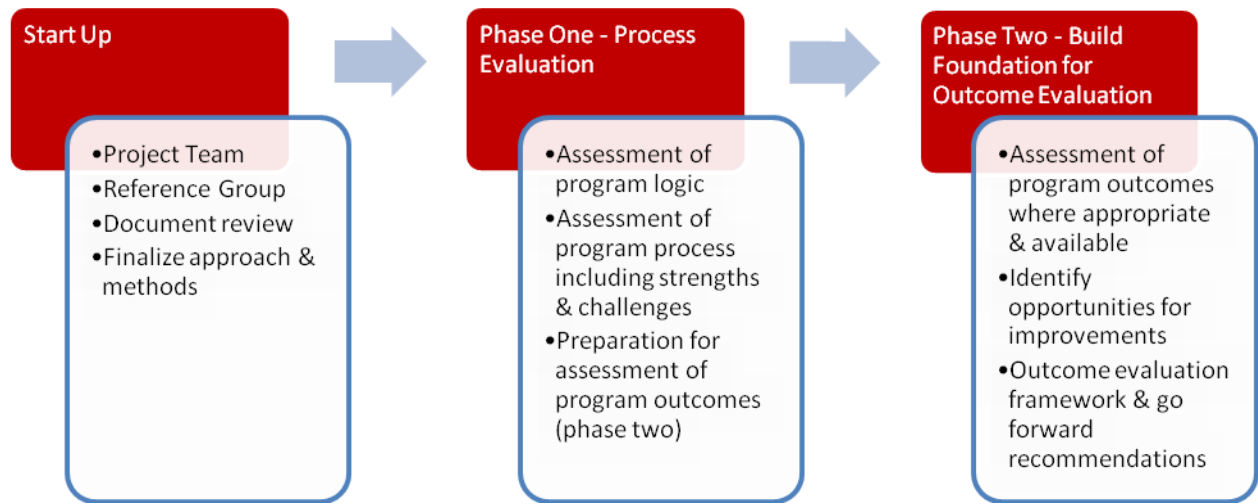 Start Up
•Project Team
•Reference Group
•Document review
•Finalize approach &
methods
Phase One - Process
Evaluation
•Assessment of
program logic
•Assessment of
program process
including strengths
& challenges
•Preparation for
assessment of
program outcomes
(phase two)
Phase Two - Build
Foundation for
Outcome Evaluation
•Assessment of
program outcomes
where appropriate
& available
•Identify
opportunities for
improvements
•Outcome evaluation
framework & go
forward
recommendations